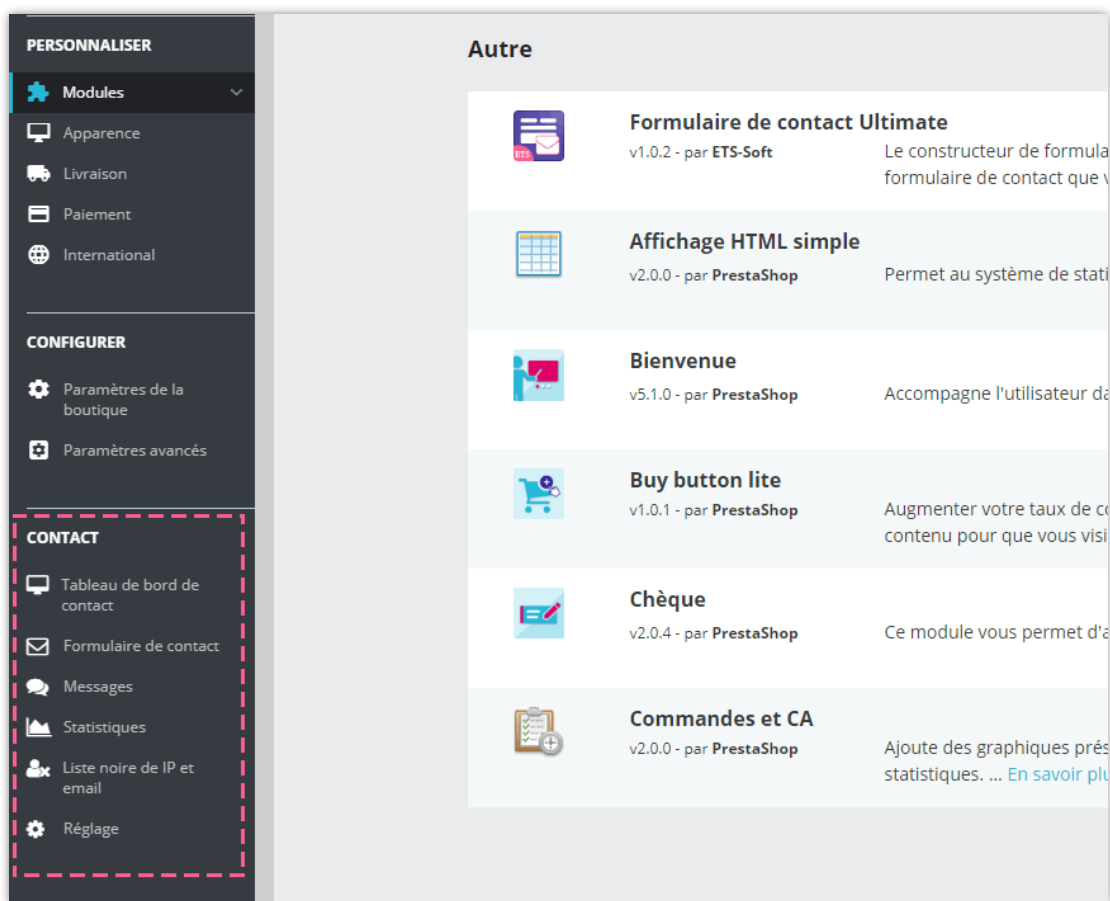 PERSONNALISER
Modules
Apparence
Livraison
Paiement
International
CONFIGURER
Paramètres de la
boutique
Paramètres avancés
CONTACT
Tableau de bord de
contact
Formulaire de contact
Messages
Statistiques
Liste noire de IP et
email
Réglage
Autre
ETS
Formulaire de contact Ultimate
v1.0.2 - par ETS-Soft
Le constructeur de formula
formulaire de contact que
Affichage HTML simple
v2.0.0 - par PrestaShop
Permet au système de stati
Bienvenue
v5.1.0 - par PrestaShop
Accompagne l'utilisateur da
Buy button lite
v1.0.1 - par PrestaShop
Augmenter votre taux de co
contenu pour que vous visi
Chèque
v2.0.4 - par PrestaShop
Ce module vous permet d'a
Commandes et CA
v2.0.0 - par PrestaShop
Ajoute des graphiques prés
statistiques. ... En savoir plu